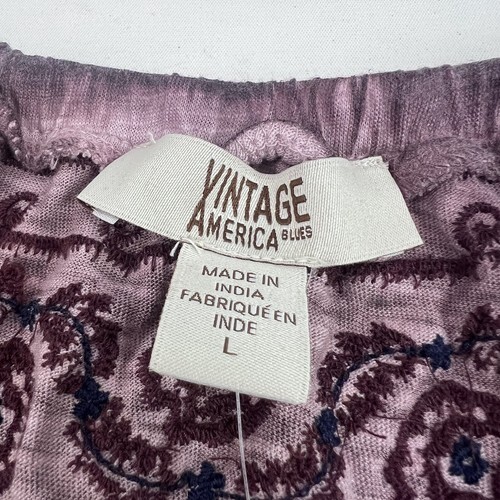 VINTAGE
AMERICA BLUES
MADE IN
INDIA
FABRIQUÉ EN
INDE
L